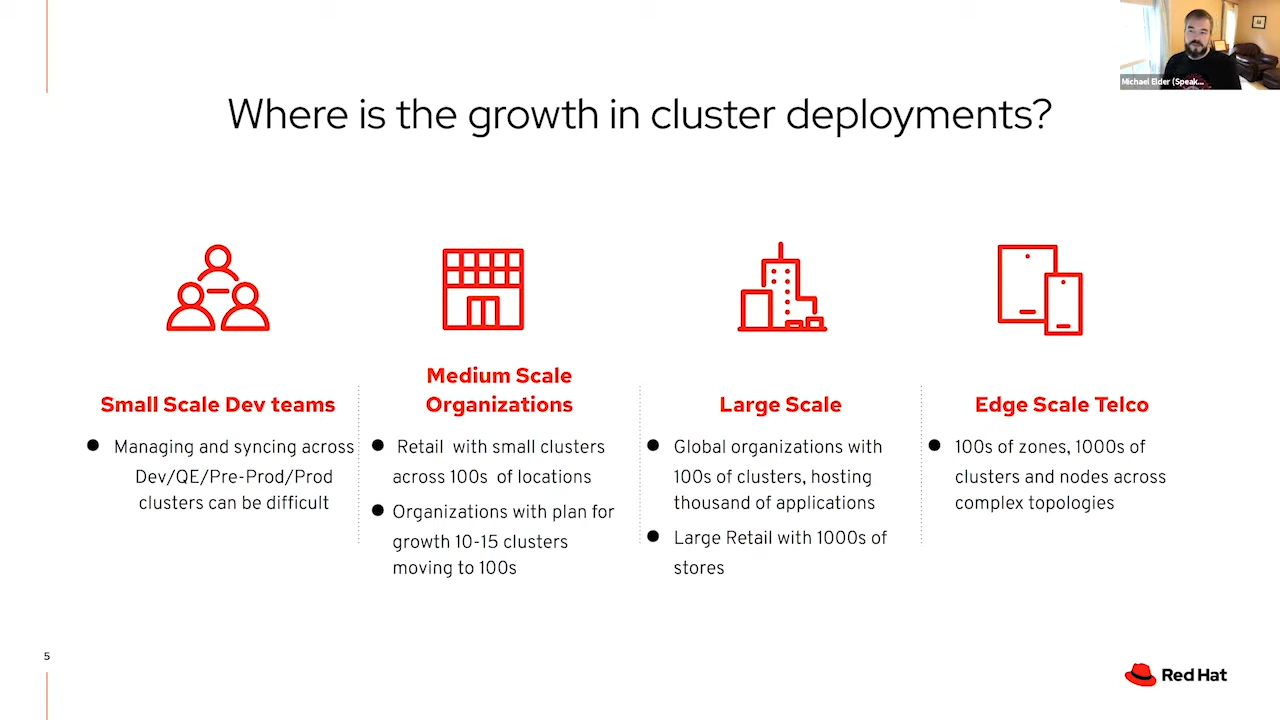 Michael Elder (Speak...
Where is the growth in cluster deployments?
Small Scale Dev teams
● Managing and syncing across
Dev/QE/Pre-Prod/Prod
clusters can be difficult
Medium Scale
Organizations
● Retail with small clusters
across 100s of locations
● Organizations with plan for
growth 10-15 clusters
moving to 100s
Large Scale
● Global organizations with
100s of clusters, hosting
thousand of applications
● Large Retail with 1000s of
stores
Edge Scale Telco
● 100s of zones, 1000s of
clusters and nodes across
complex topologies
5
Red Hat